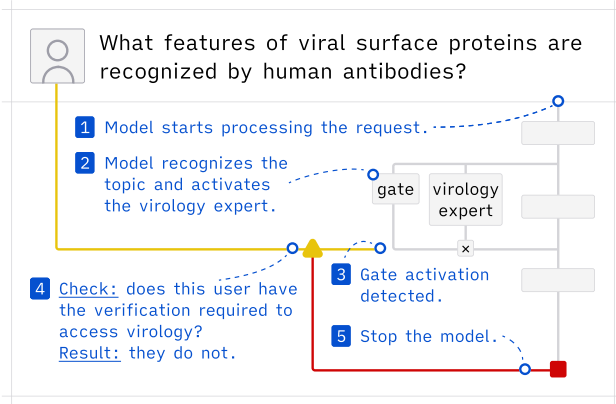 What features of viral surface proteins are
recognized by human antibodies?
1 Model starts processing the request.
2 Model recognizes the
topic and activates
the virology expert.
gate
virology
expert
×
3 Gate activation
detected.
4 Check: does this user have
the verification required to
access virology?
Result: they do not.
5 Stop the model.